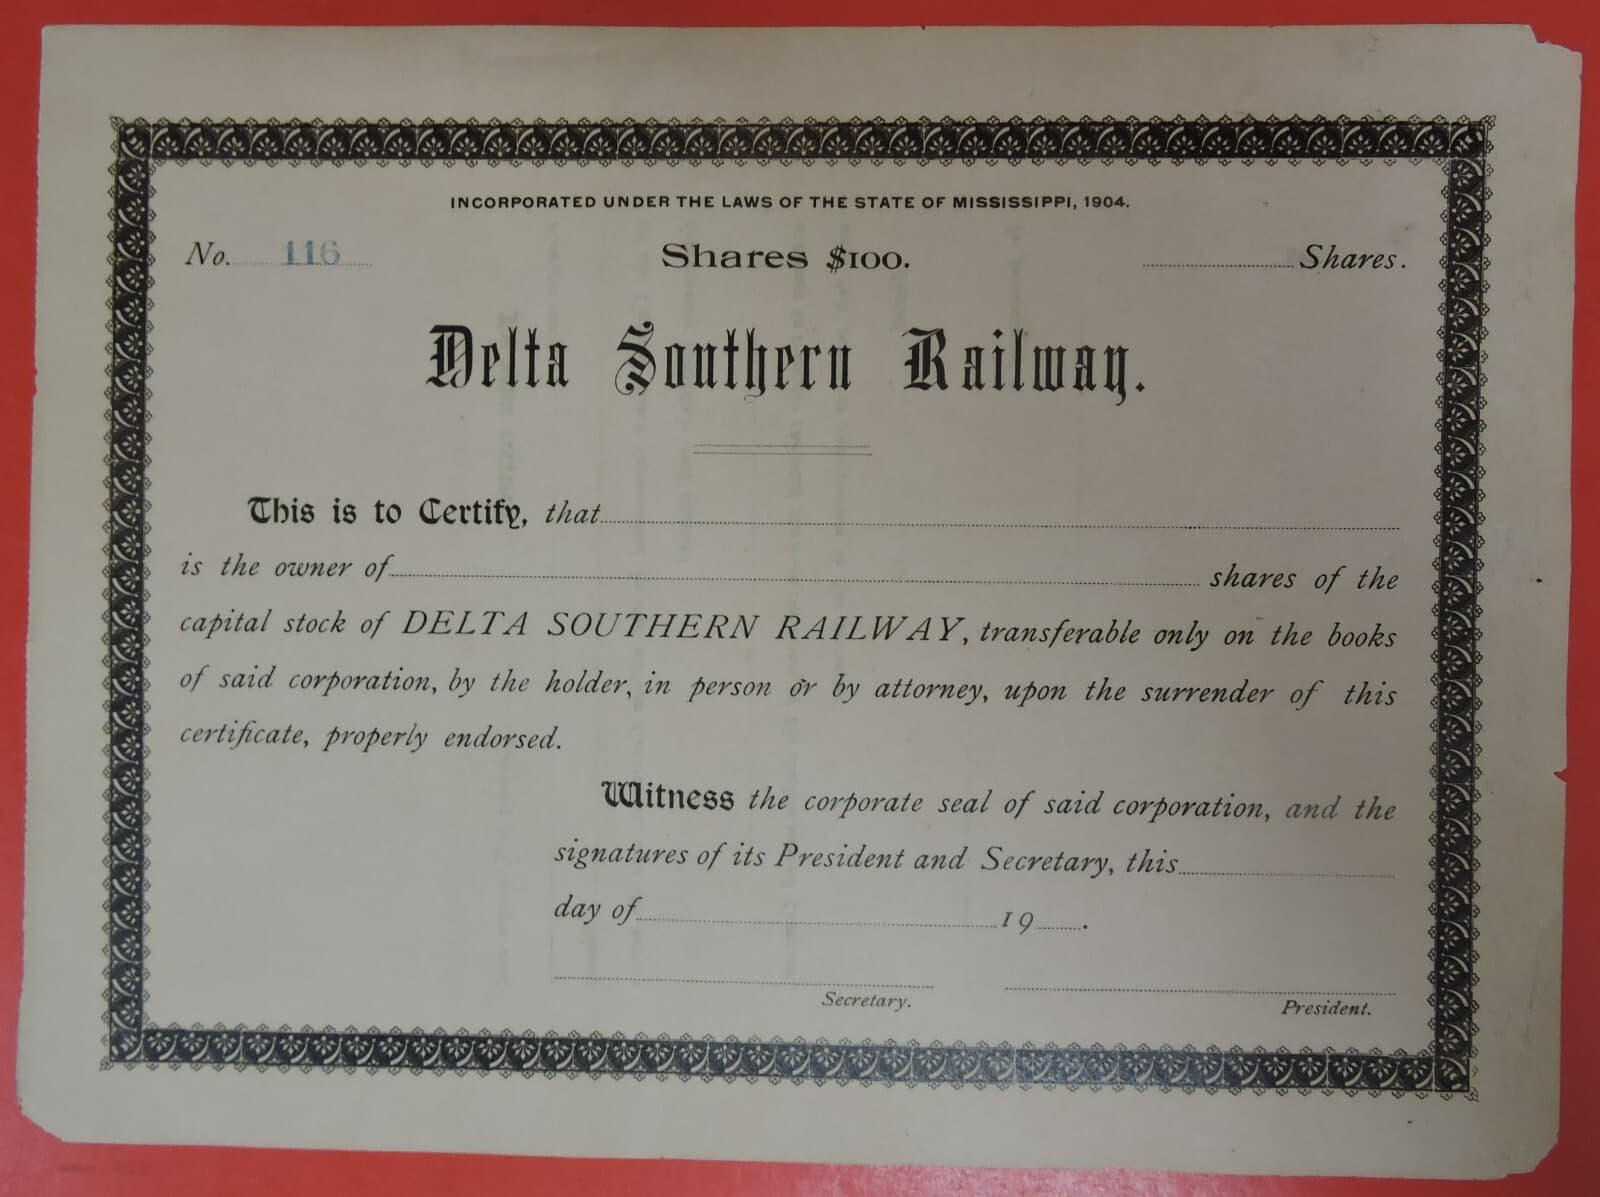 INCORPORATED UNDER THE LAWS OF THE STATE OF MISSISSIPPI, 1904.
No. 116 Shares $100. Shares.
Delta Southern Railway.
This is to Certify, that
is the owner of shares of the
capital stock of DELTA SOUTHERN RAILWAY, transferable only on the books
of said corporation, by the holder, in person or by attorney, upon the surrender of this
certificate, properly endorsed.
Witness the corporate seal of said corporation, and the
signatures of its President and Secretary, this
day of 19 .
Secretary. President.